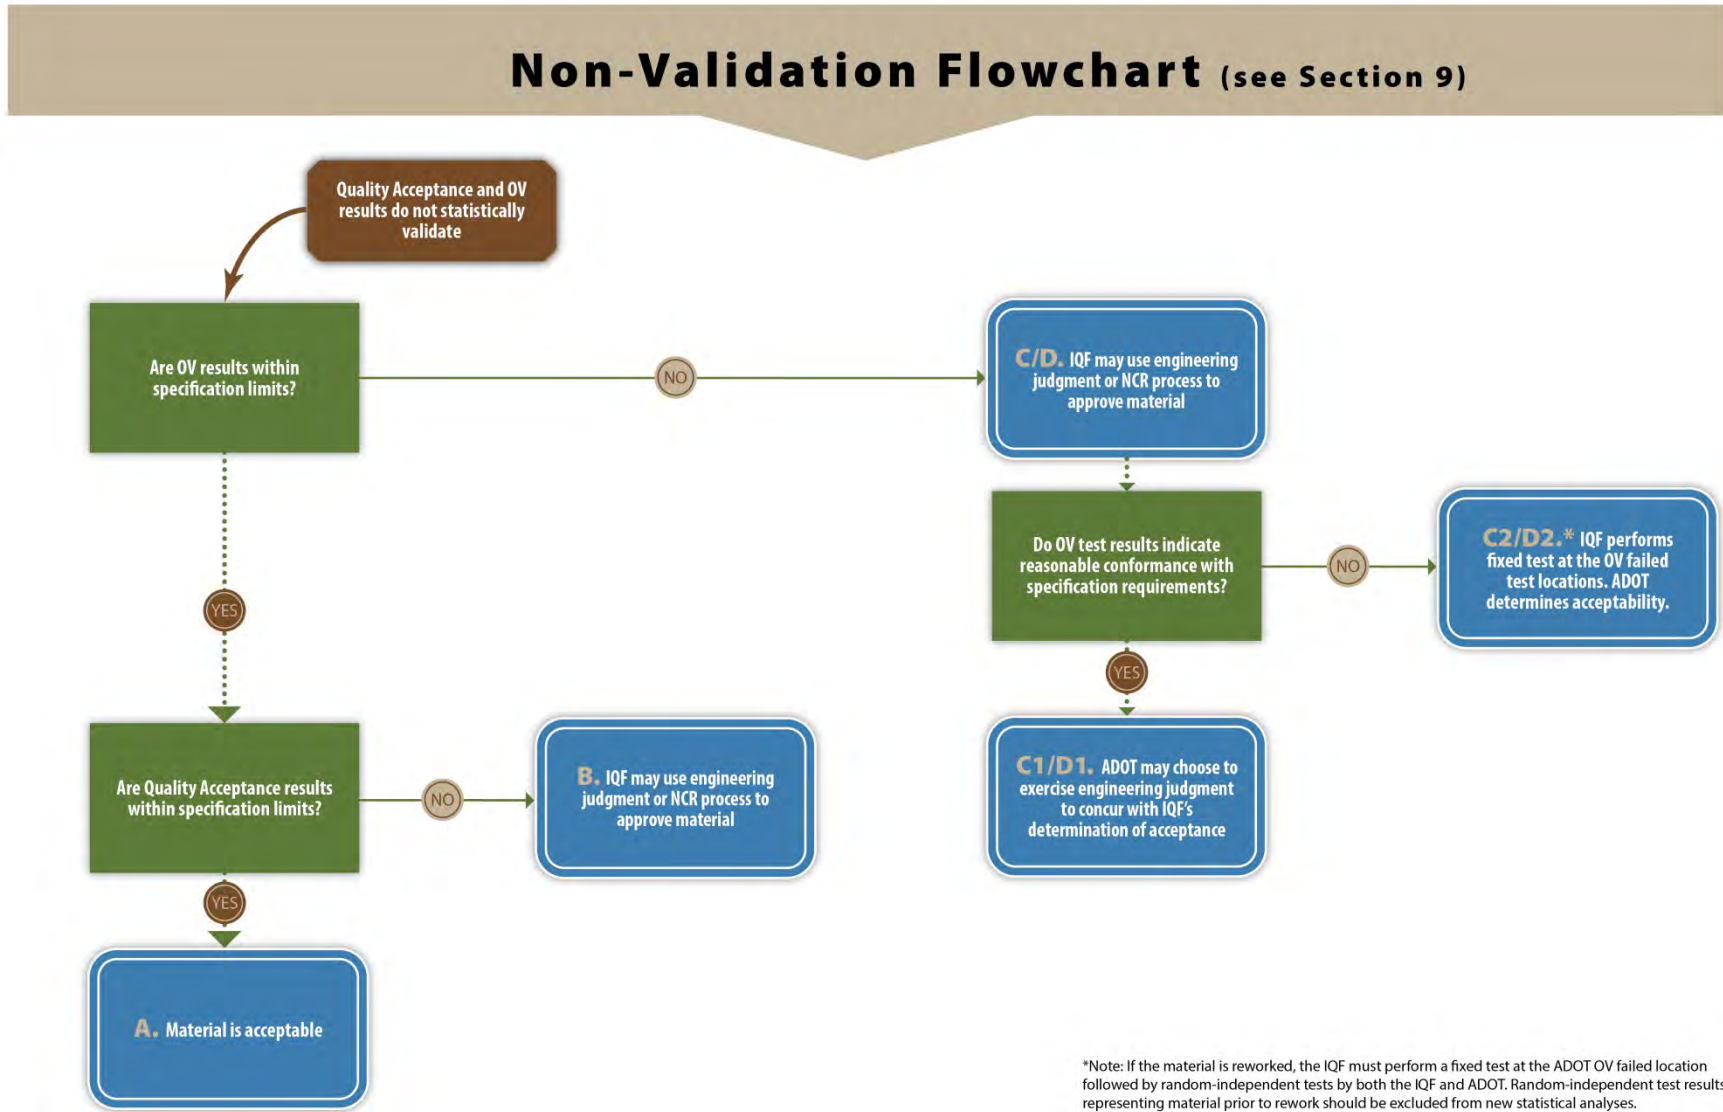 Non-Validation Flowchart (see Section 9)
Quality Acceptance and OV
results do not statistically
validate
Are OV results within
specification limits?
NO
C/D. IQF may use engineering
judgment or NCR process to
approve material
Do OV test results indicate
reasonable conformance with
specification requirements?
NO
C2/D2.* IQF performs
fixed test at the OV failed
test locations. ADOT
determines acceptability.
YES
YES
C1/D1. ADOT may choose to
exercise engineering judgment
to concur with IQF's
determination of acceptance
Are Quality Acceptance results
within specification limits?
NO
B. IQF may use engineering
judgment or NCR process to
approve material
YES
A. Material is acceptable
*Note: If the material is reworked, the IQF must perform a fixed test at the ADOT OV failed location
followed by random-independent tests by both the IQF and ADOT. Random-independent test results
representing material prior to rework should be excluded from new statistical analyses.